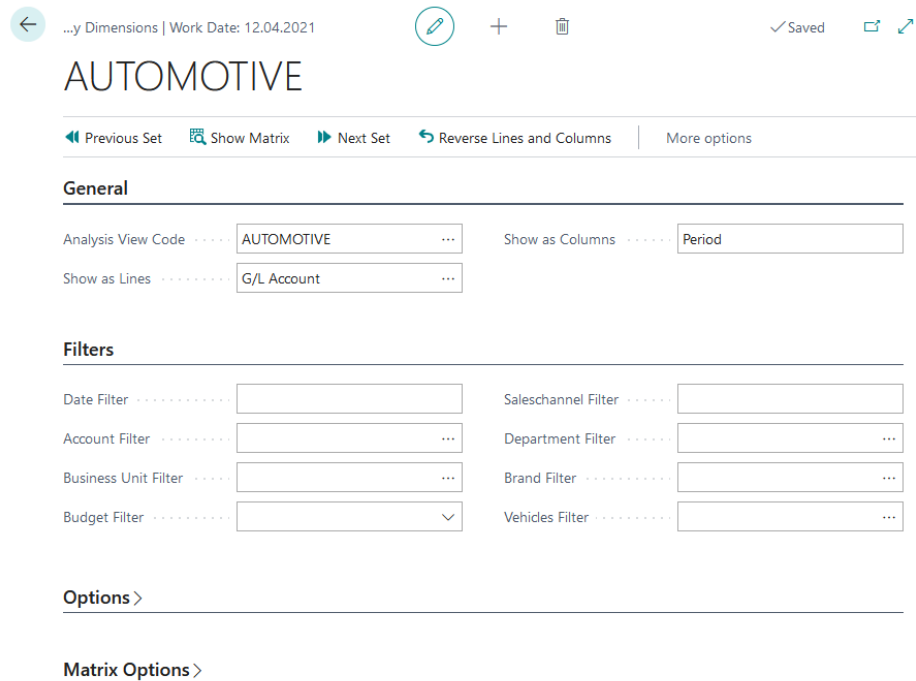 ...y Dimensions | Work Date: 12.04.2021
Saved
AUTOMOTIVE
Previous Set Show Matrix Next Set Reverse Lines and Columns More options
General
Analysis View Code AUTOMOTIVE ... Show as Columns Period
Show as Lines G/L Account ...
Filters
Date Filter Saleschannel Filter
Account Filter ... Department Filter ...
Business Unit Filter ... Brand Filter ...
Budget Filter Vehicles Filter ...
Options
Matrix Options